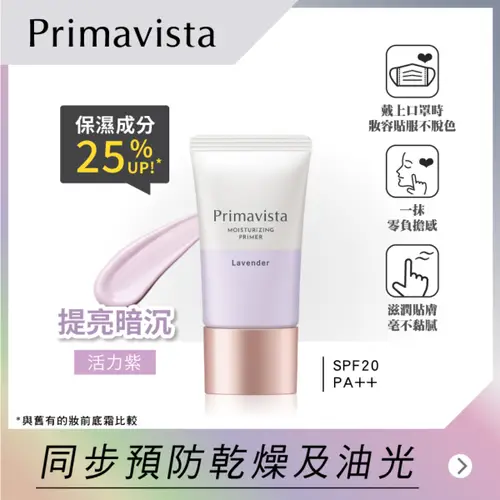 Primavista
保濕成分
25%
UP!*
Primavista
MOISTURIZING
PRIMER
Lavender
提亮暗沉
活力紫
*與舊有的妝前底霜比較
戴上口罩時
妝容貼服不脫色
一抹
零負擔感
滋潤貼膚
毫不黏膩
SPF20
PA++
同步預防乾燥及油光